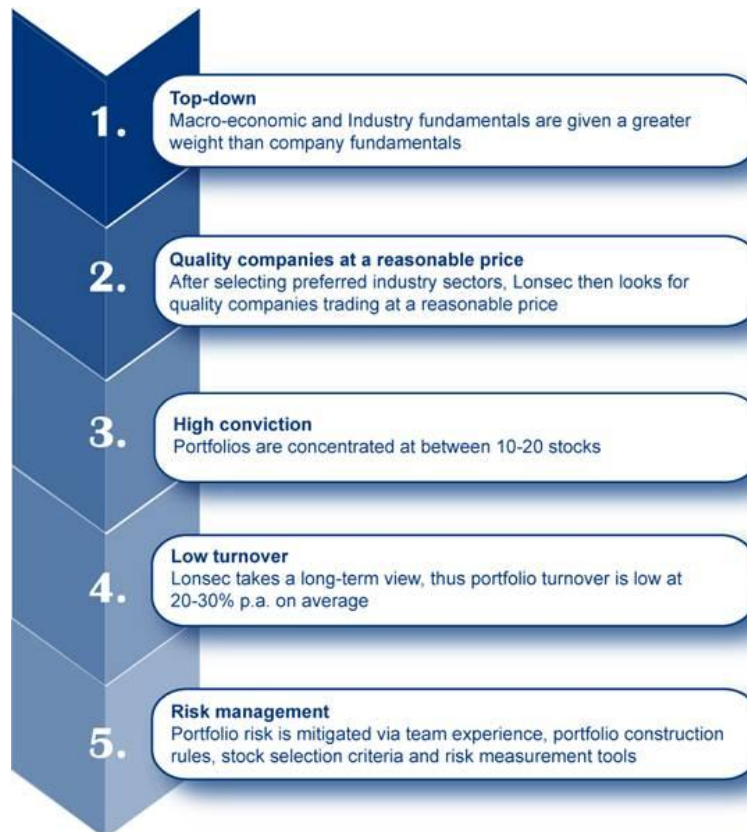 1.
Top-down
Macro-economic and Industry fundamentals are given a greater
weight than company fundamentals
2.
Quality companies at a reasonable price
After selecting preferred industry sectors, Lonsec then looks for
quality companies trading at a reasonable price
3.
High conviction
Portfolios are concentrated at between 10-20 stocks
4.
Low turnover
Lonsec takes a long-term view, thus portfolio turnover is low at
20-30% p.a. on average
5.
Risk management
Portfolio risk is mitigated via team experience, portfolio construction
rules, stock selection criteria and risk measurement tools